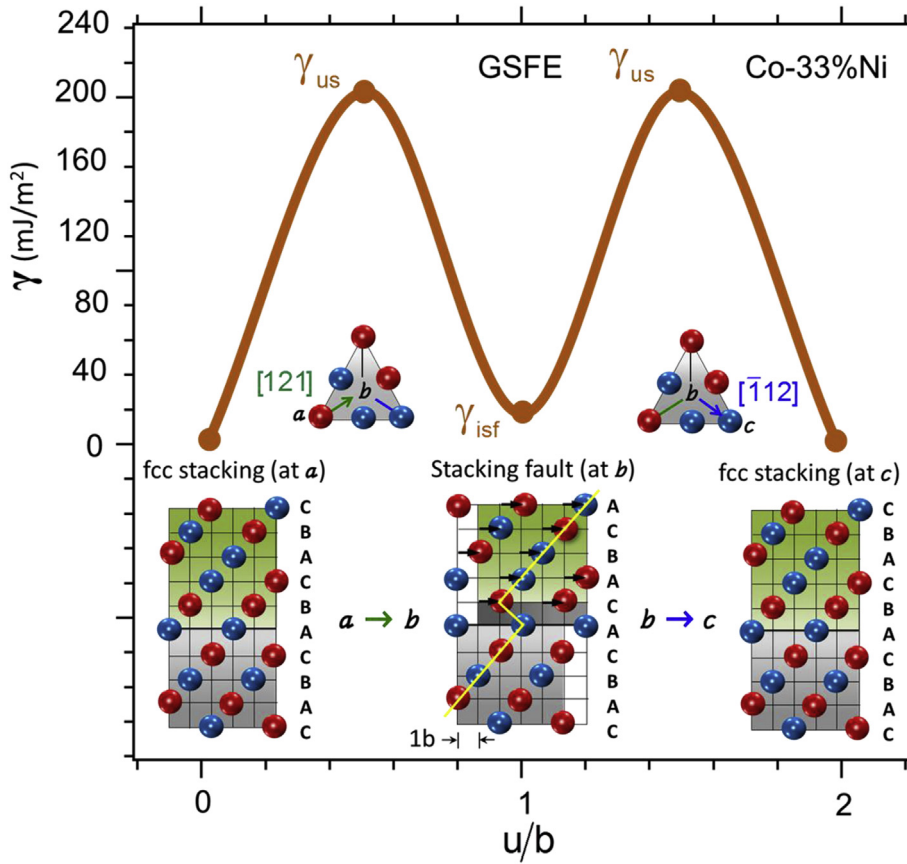 240
200
160
120
80
40
0
γ (mJ/m²)
γus
GSFE
γus
Co-33%Ni
[121]
a
b
γisf
b
[1̄12]
c
fcc stacking (at a)
Stacking fault (at b)
fcc stacking (at c)
C
B
A
C
B
A
C
B
A
C
a → b
A
C
B
A
C
A
C
B
A
C
1b
b → c
C
B
A
C
B
A
C
B
A
C
0
1
2
u/b